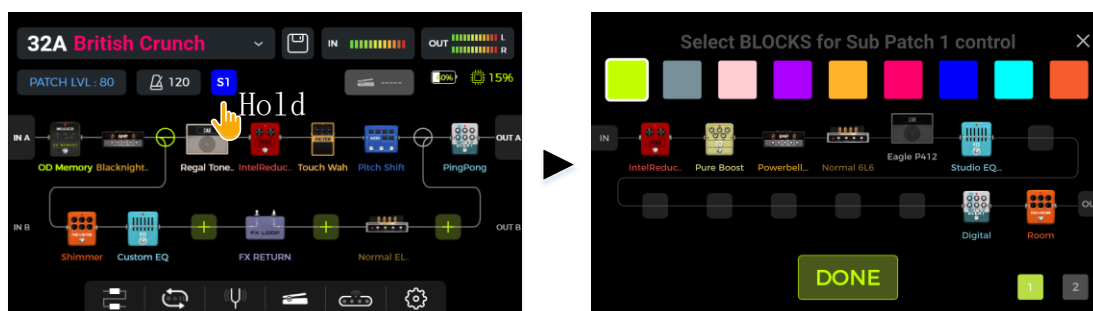 32A British Crunch
IN
OUT
L
R
PATCH LVL : 80
120
S1
-----
40%
15%
Hold
IN A
OUT A
OD Memory
Blacknight..
Regal Tone..
IntelReduc..
Touch Wah
Pitch Shift
PingPong
IN B
OUT B
FX LOOP
Shimmer
Custom EQ
FX RETURN
Normal EL..
Select BLOCKS for Sub Patch 1 control
IN
IntelReduc..
Pure Boost
Powerbell...
Normal 6L6
CAB
Eagle P412
Studio EQ...
OU
Digital
Room
DONE
1
2